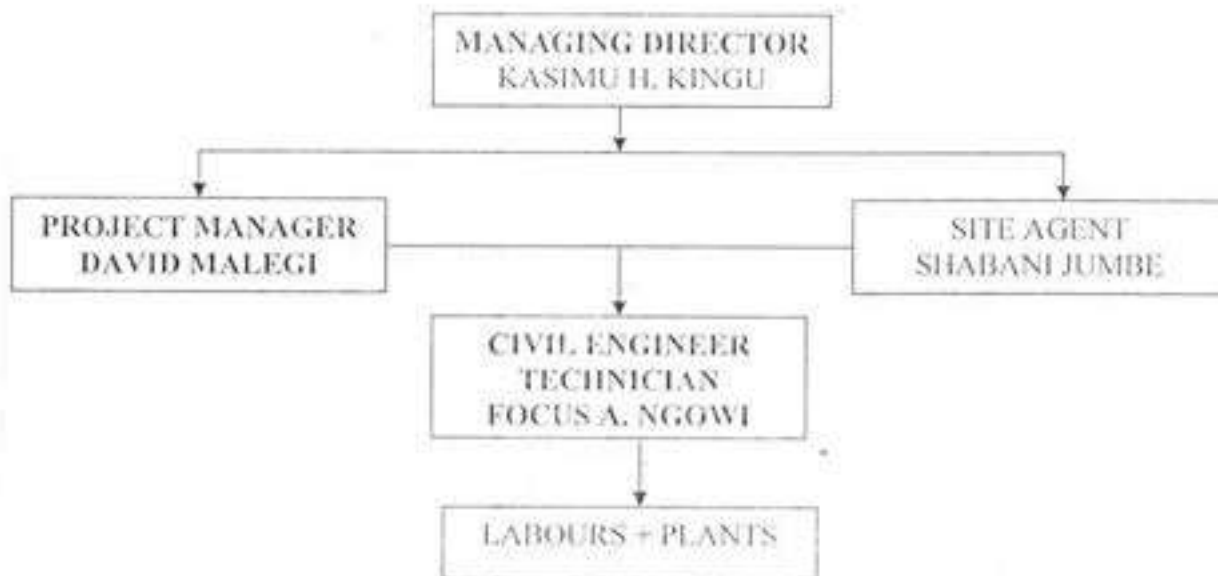 MANAGING DIRECTOR
KASIMU H. KINGU
PROJECT MANAGER
DAVID MALEGI
SITE AGENT
SHABANI JUMBE
CIVIL ENGINEER
TECHNICIAN
FOCUS A. NGOWI
LABOURS + PLANTS